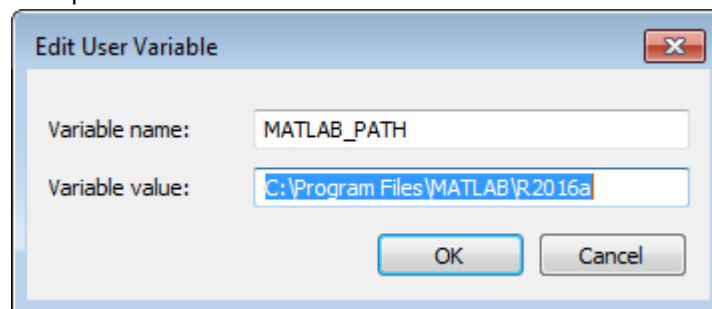 Edit User Variable
Variable name: MATLAB_PATH
Variable value: C:\Program Files\MATLAB\R2016a
OK Cancel